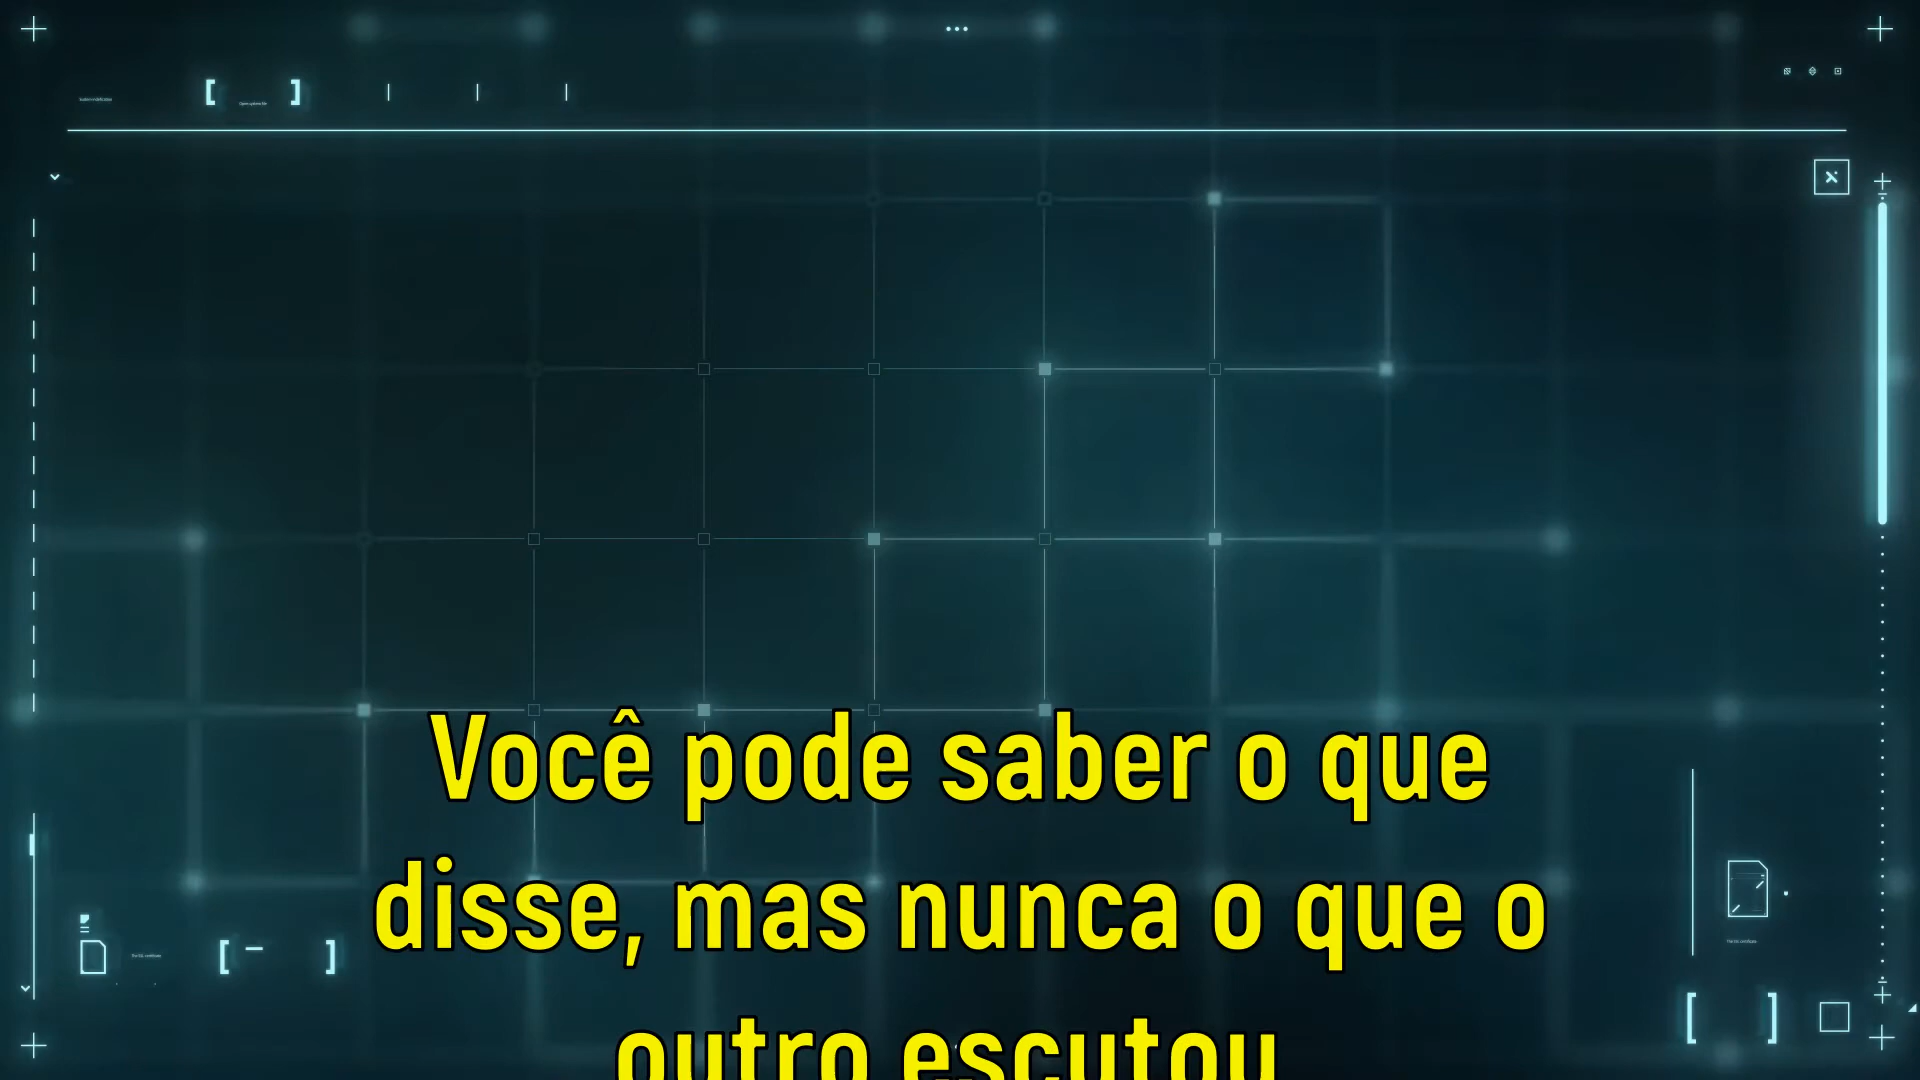 Você pode saber o que
disse, mas nunca o que o
outro escutou